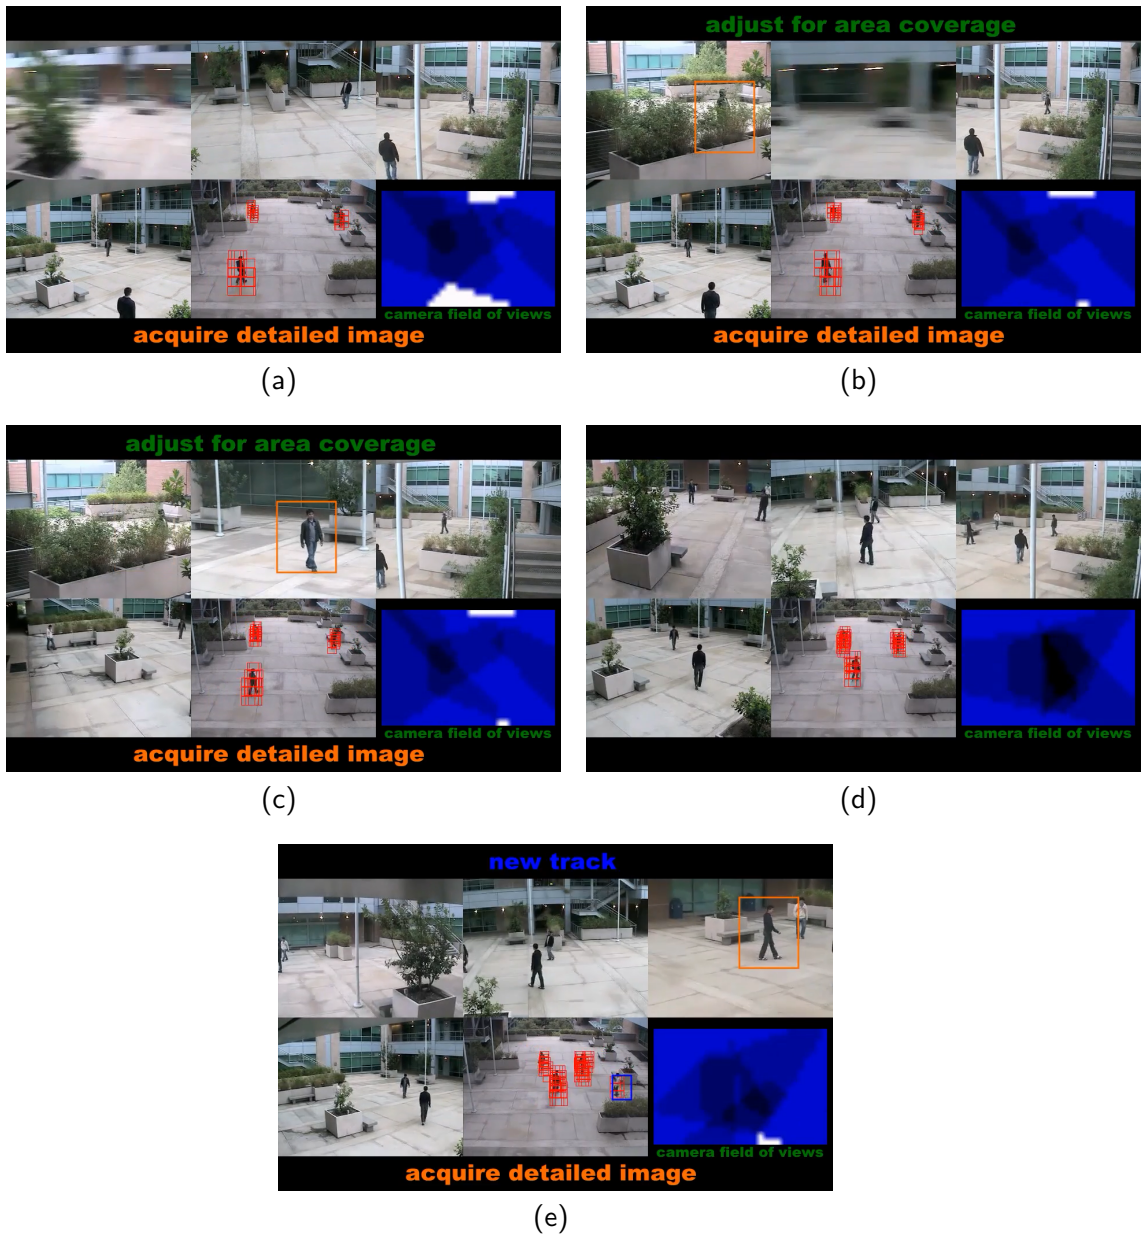 camera field of views
acquire detailed image
(a)
adjust for area coverage
camera field of views
acquire detailed image
(b)
adjust for area coverage
camera field of views
acquire detailed image
(c)
camera field of views
(d)
new track
camera field of views
acquire detailed image
(e)